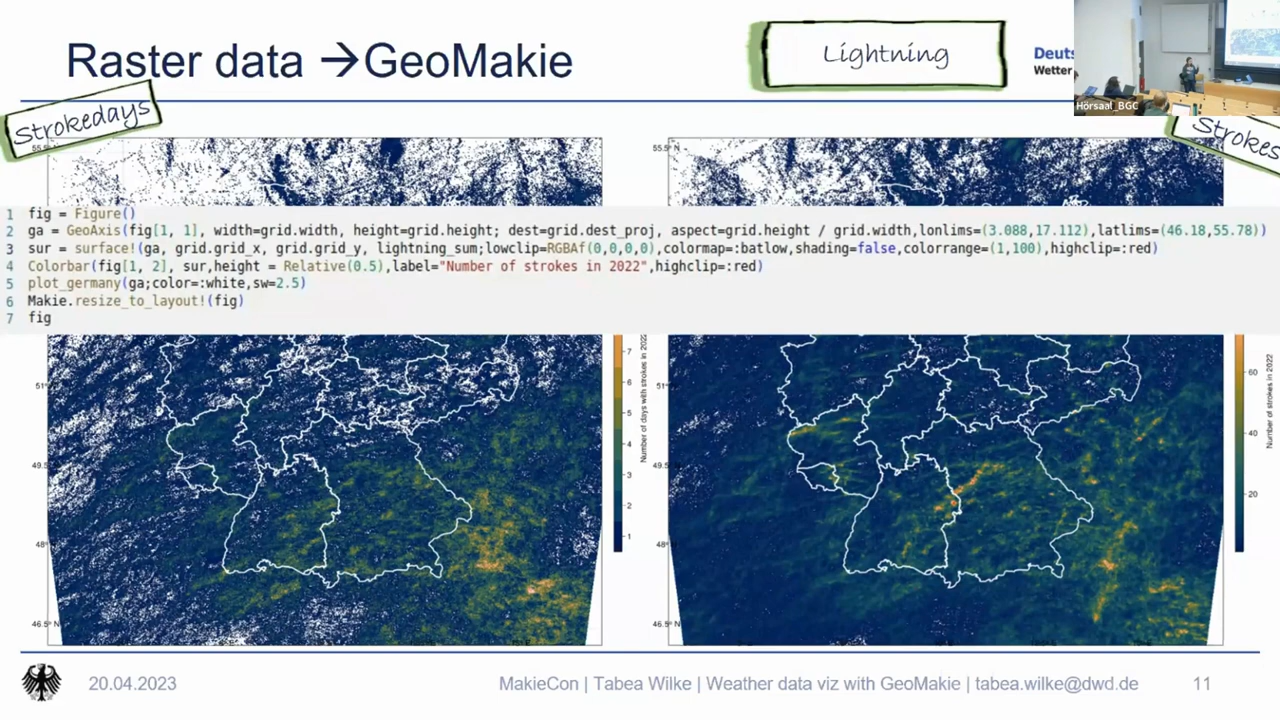 Raster data →GeoMakie
Lightning
Deuts
Wetter
Hörsaal_BGC
Strokedays
Strokes
55.5° N
1 fig = Figure()
2 ga = GeoAxis(fig[1, 1], width=grid.width, height=grid.height; dest=grid.dest_proj, aspect=grid.height / grid.width,lonlims=(3.088,17.112),latlims=(46.18,55.78))
3 sur = surface!(ga, grid.grid_x, grid.grid_y, lightning_sum;lowclip=RGBAf(0,0,0,0),colormap=:batlow,shading=false,colorrange=(1,100),highclip=:red)
4 Colorbar(fig[1, 2], sur,height = Relative(0.5),label="Number of strokes in 2022",highclip=:red)
5 plot_germany(ga;color=:white,sw=2.5)
6 Makie.resize_to_layout!(fig)
7 fig
51°
49.5
48°
46.5° N
7
6
5
4
3
2
1
Number of days with strokes in 202
51°
49.5
48°
46.5° N
60
40
20
Number of strokes in 2022
20.04.2023
MakieCon | Tabea Wilke | Weather data viz with GeoMakie | tabea.wilke@dwd.de
11